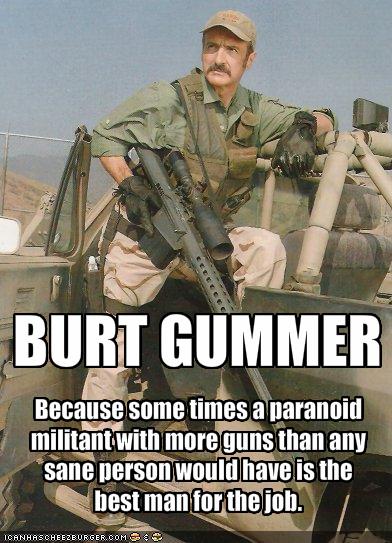 BURT GUMMER
Because some times a paranoid
militant with more guns than any
sane person would have is the
best man for the job.
ICANHASCHEEZBURGER.COM